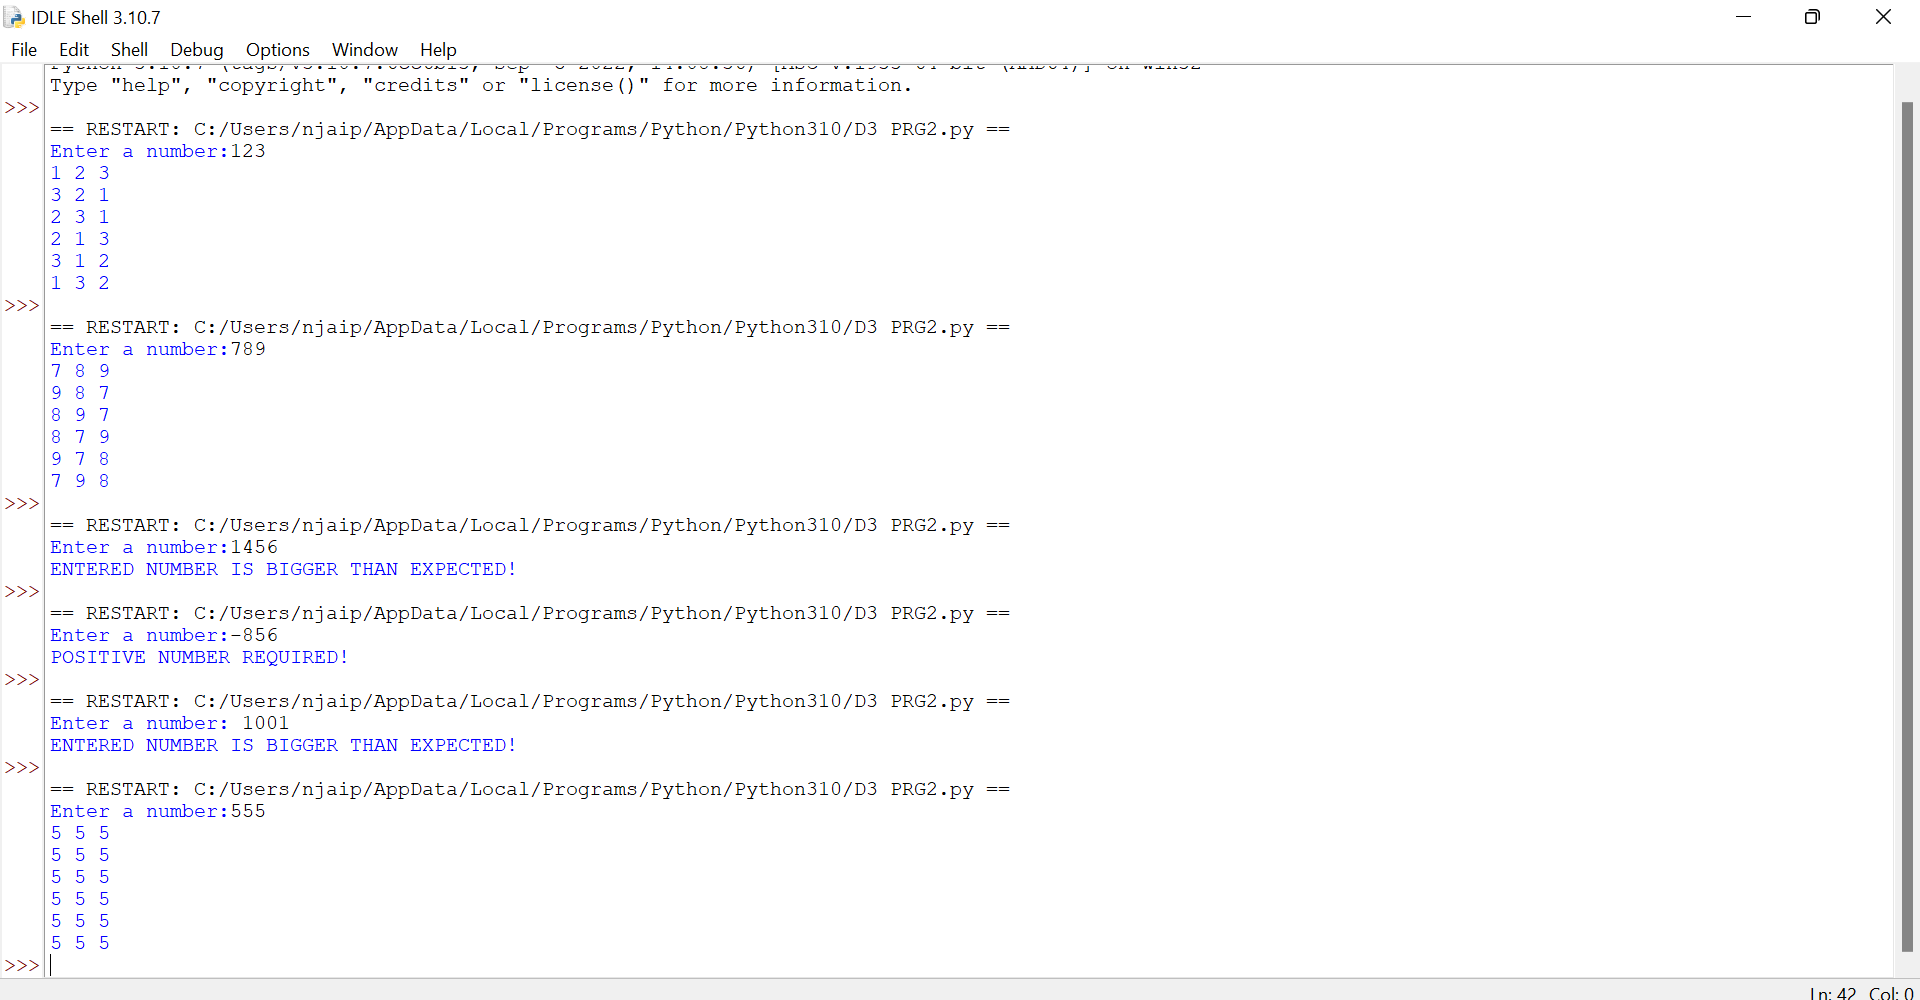 IDLE Shell 3.10.7
File Edit Shell Debug Options Window Help
Type "help", "copyright", "credits" or "license()" for more information.
>>>
== RESTART: C:/Users/njaip/AppData/Local/Programs/Python/Python310/D3 PRG2.py ==
Enter a number:123
1 2 3
3 2 1
2 3 1
2 1 3
3 1 2
1 3 2
>>>
== RESTART: C:/Users/njaip/AppData/Local/Programs/Python/Python310/D3 PRG2.py ==
Enter a number:789
7 8 9
9 8 7
8 9 7
8 7 9
9 7 8
7 9 8
>>>
== RESTART: C:/Users/njaip/AppData/Local/Programs/Python/Python310/D3 PRG2.py ==
Enter a number:1456
ENTERED NUMBER IS BIGGER THAN EXPECTED!
>>>
== RESTART: C:/Users/njaip/AppData/Local/Programs/Python/Python310/D3 PRG2.py ==
Enter a number:-856
POSITIVE NUMBER REQUIRED!
>>>
== RESTART: C:/Users/njaip/AppData/Local/Programs/Python/Python310/D3 PRG2.py ==
Enter a number: 1001
ENTERED NUMBER IS BIGGER THAN EXPECTED!
>>>
== RESTART: C:/Users/njaip/AppData/Local/Programs/Python/Python310/D3 PRG2.py ==
Enter a number:555
5 5 5
5 5 5
5 5 5
5 5 5
5 5 5
5 5 5
>>>
Ln: 42 Col: 0